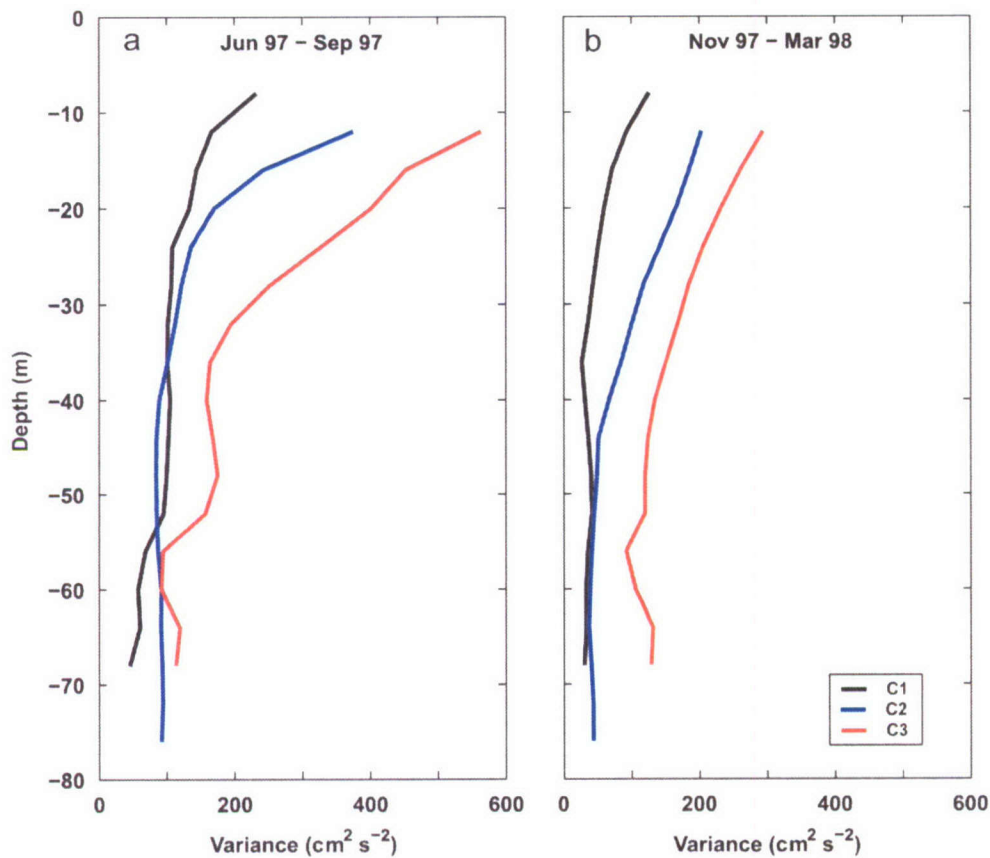 a
Jun 97 – Sep 97
b
Nov 97 – Mar 98
0
−10
−20
−30
−40
−50
−60
−70
−80
Depth (m)
0
200
400
600
0
200
400
600
Variance (cm² s⁻²)
Variance (cm² s⁻²)
C1
C2
C3